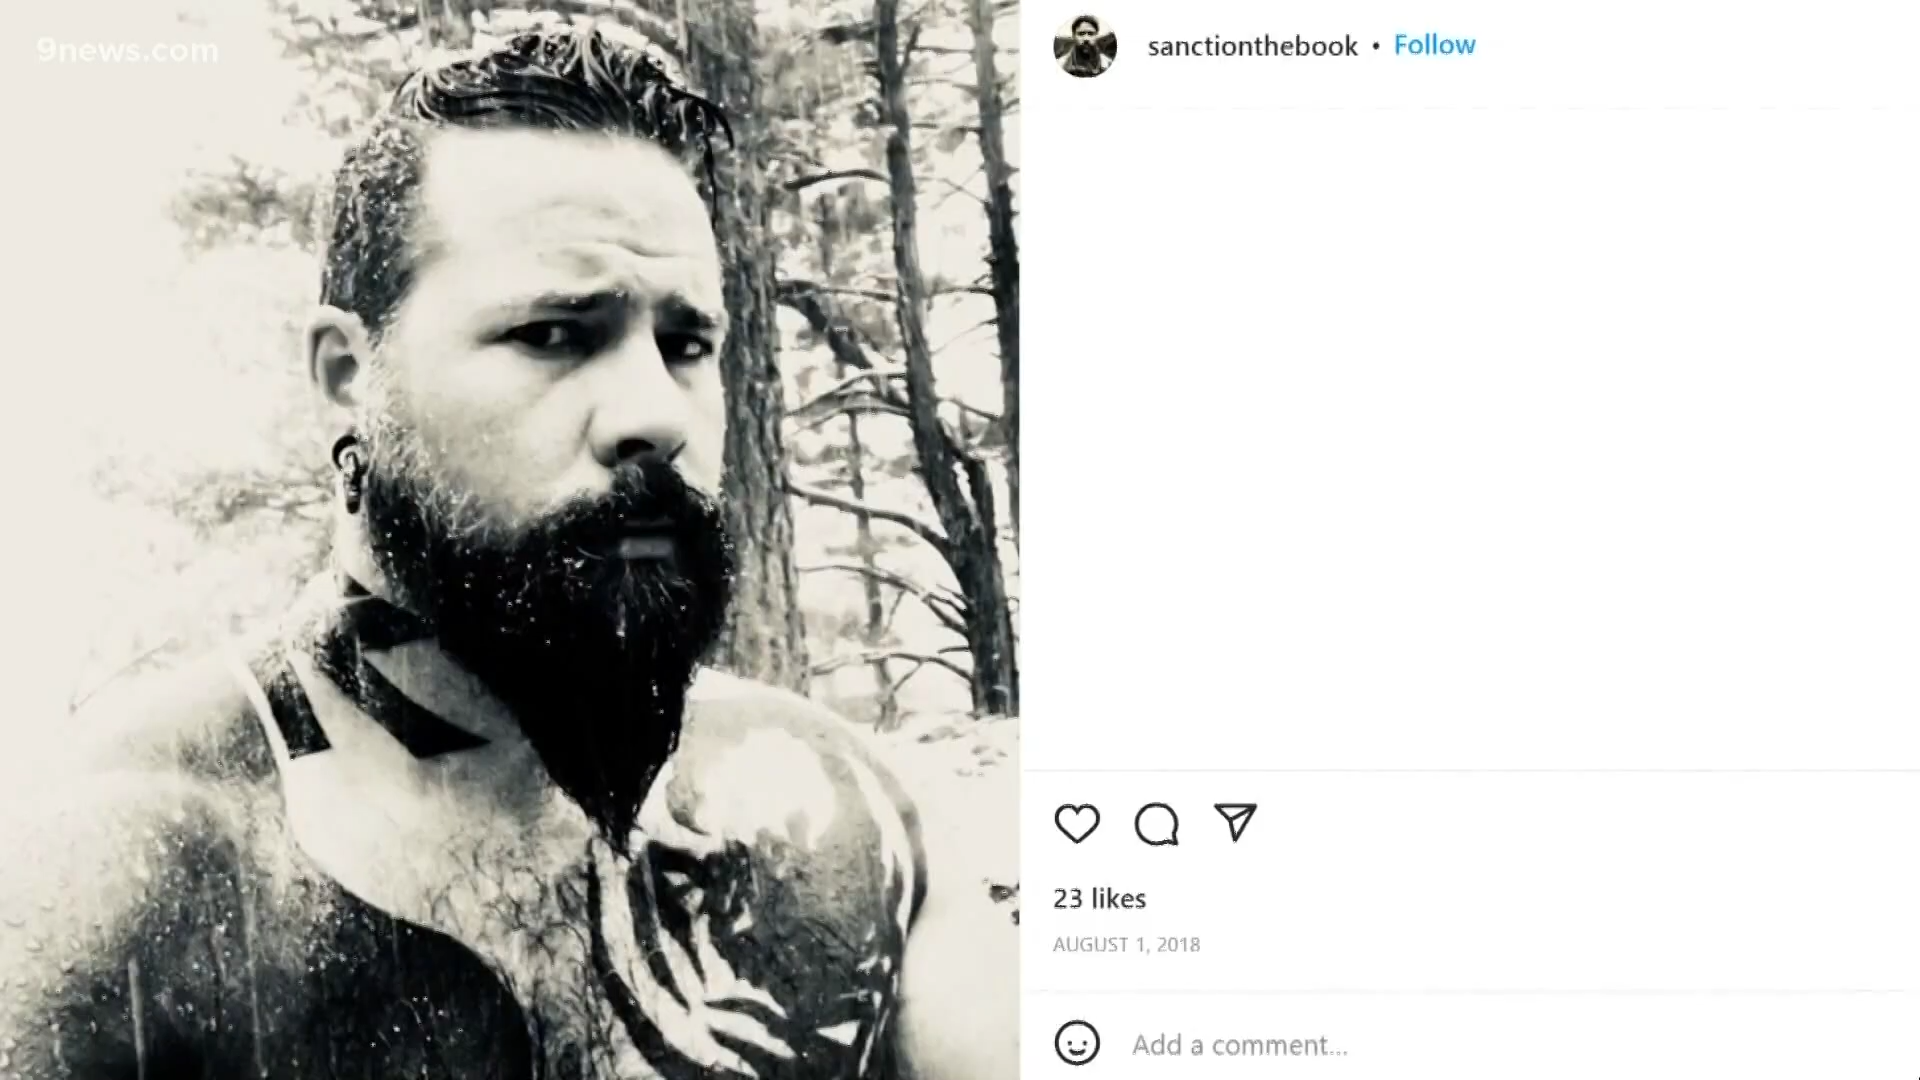 9news.com
sanctionthebook • Follow
23 likes
AUGUST 1, 2018
Add a comment...